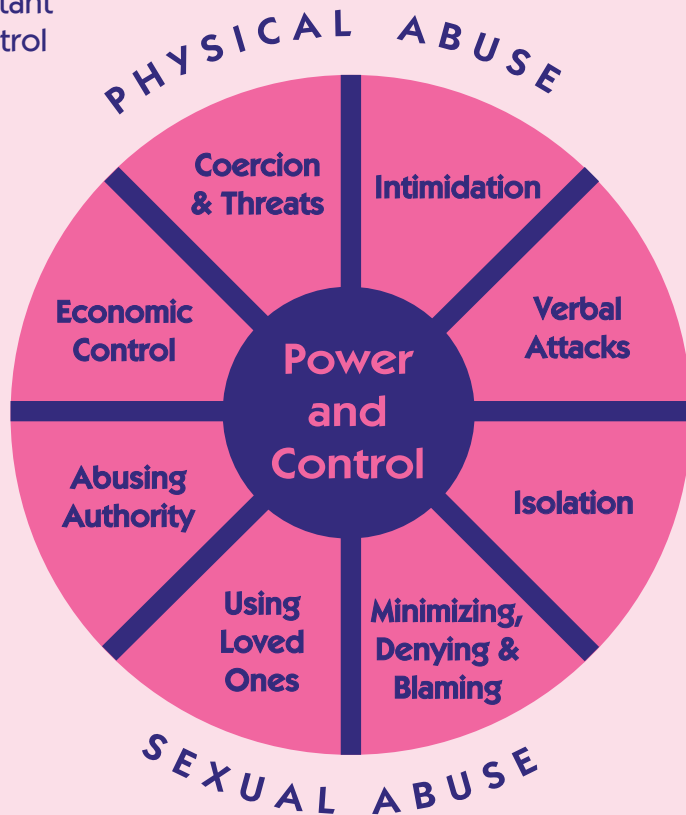 trol
PHYSICAL ABUSE
Coercion
& Threats
Intimidation
Verbal
Attacks
Isolation
Minimizing,
Denying &
Blaming
Using
Loved
Ones
Abusing
Authority
Economic
Control
Power
and
Control
SEXUAL ABUSE